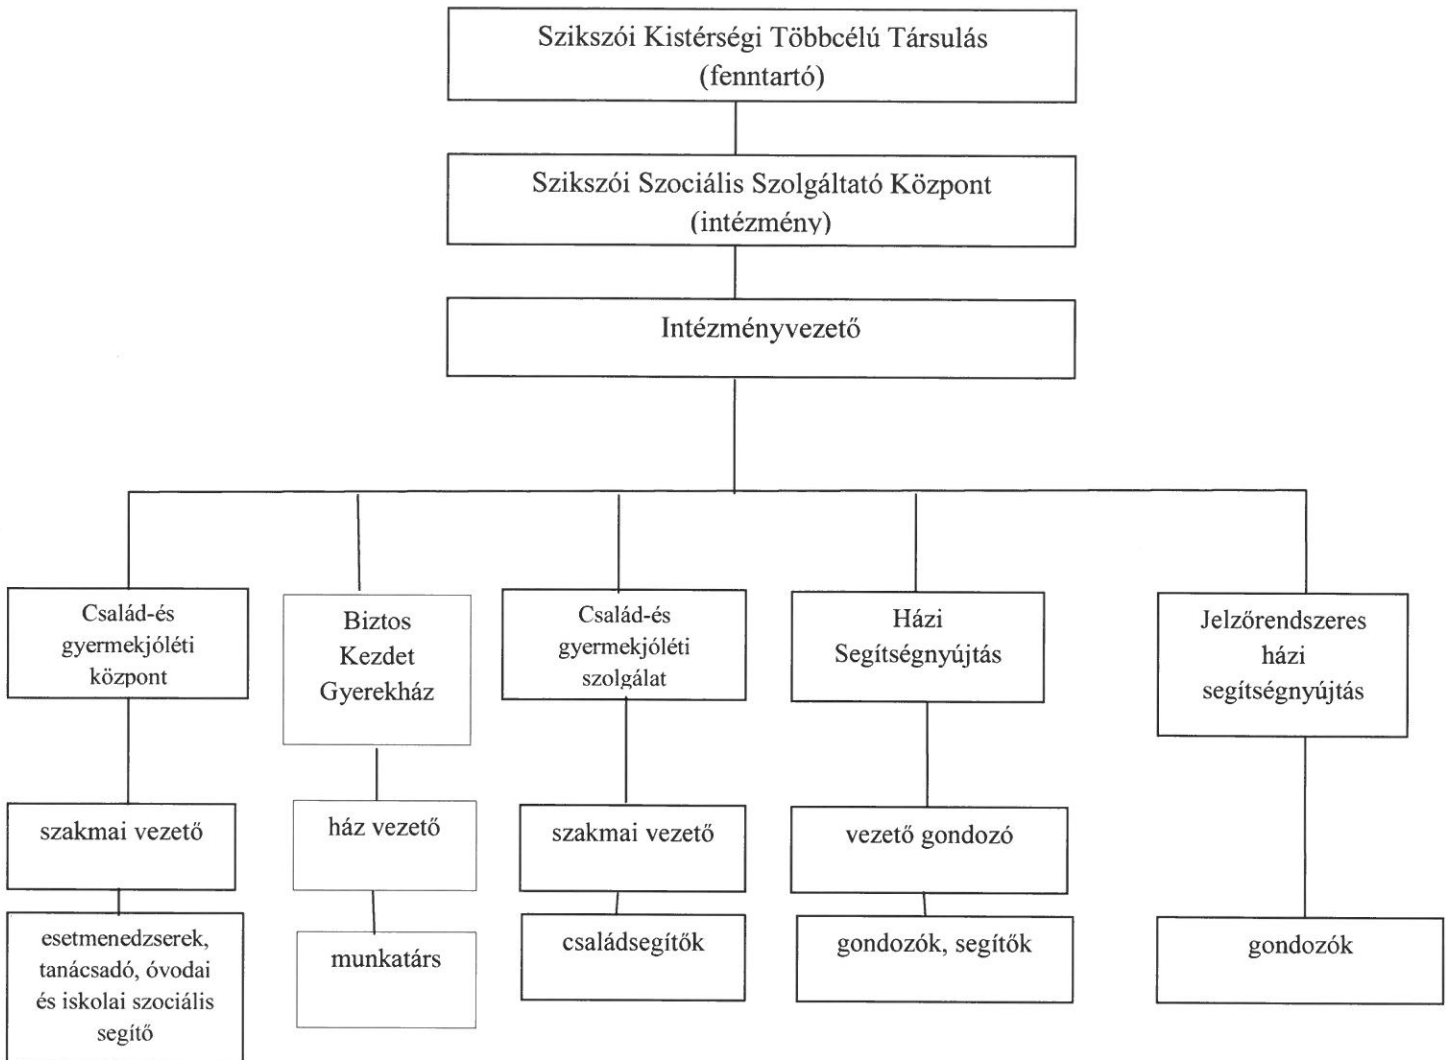 Szikszói Kistérségi Többcélú Társulás
(fenntartó)
Szikszói Szociális Szolgáltató Központ
(intézmény)
Intézményvezető
Család-és
gyermekjóléti
központ
Biztos
Kezdet
Gyerekház
Család-és
gyermekjóléti
szolgálat
Házi
Segítségnyújtás
Jelzőrendszeres
házi
segítségnyújtás
szakmai vezető
ház vezető
szakmai vezető
vezető gondozó
esetmenedzserek,
tanácsadó, óvodai
és iskolai szociális
segítő
munkatárs
családsegítők
gondozók, segítők
gondozók